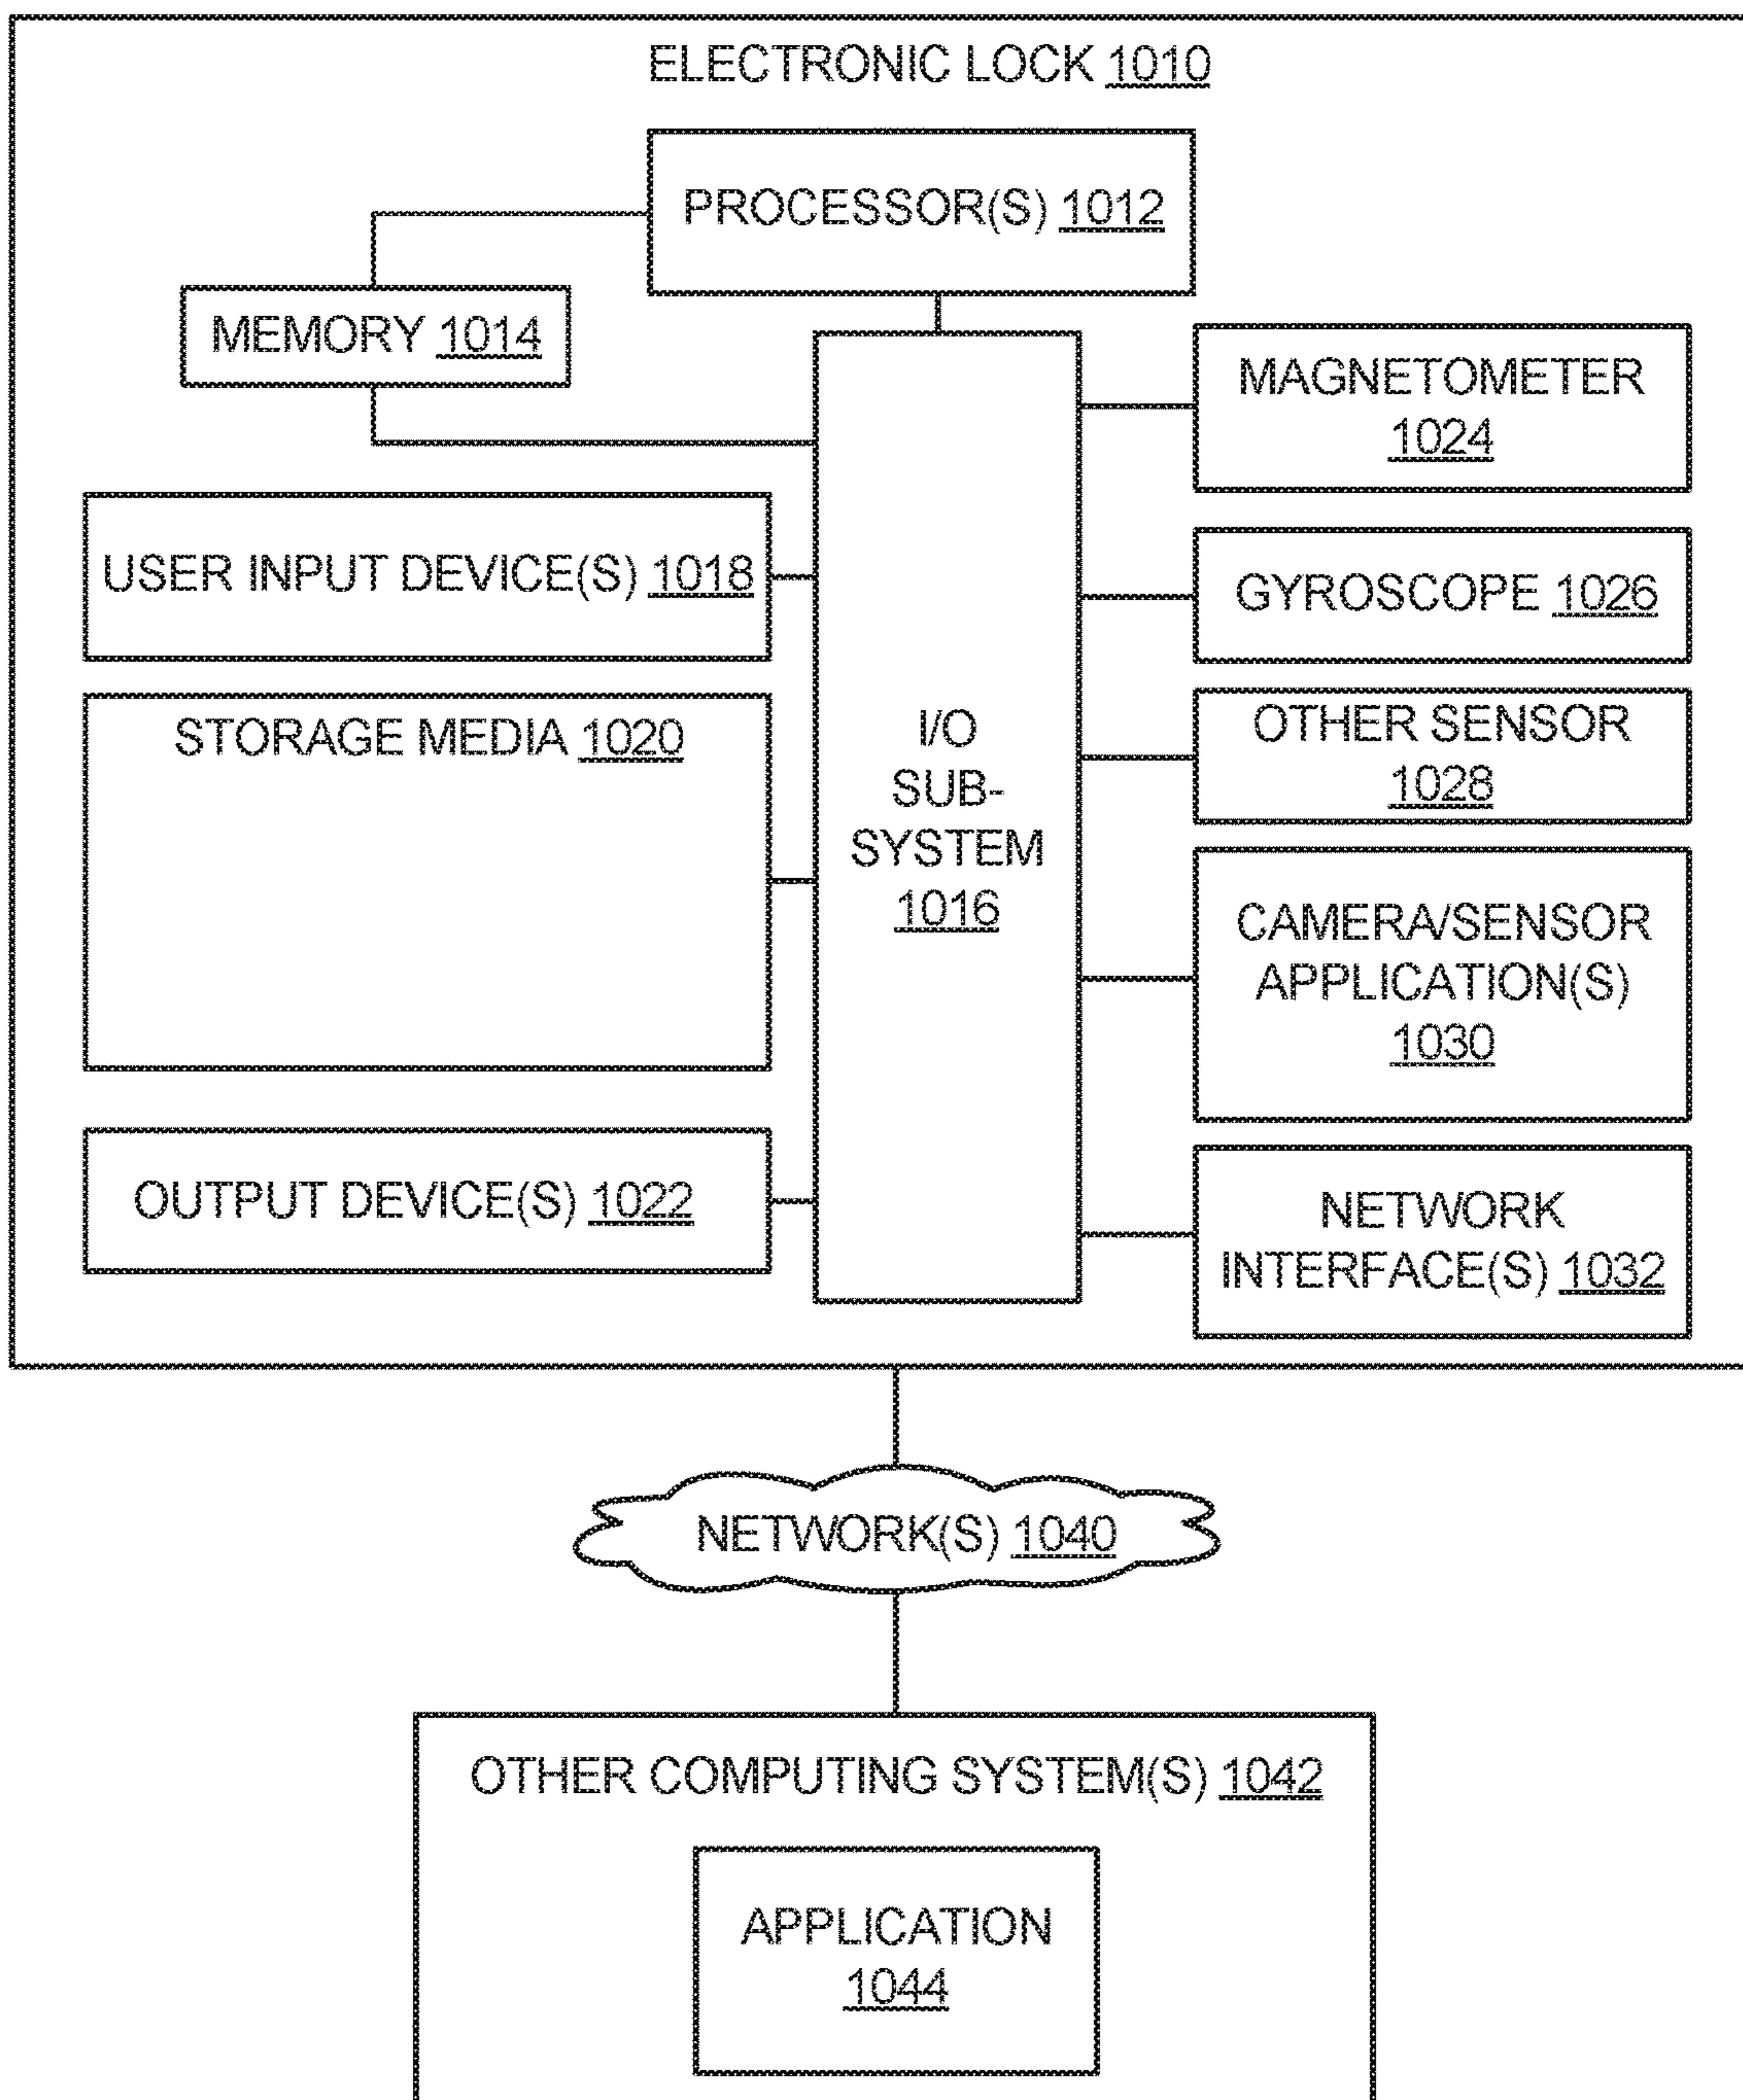 ELECTRONIC LOCK 1010
PROCESSOR(S) 1012
MEMORY 1014
USER INPUT DEVICE(S) 1018
STORAGE MEDIA 1020
OUTPUT DEVICE(S) 1022
I/O
SUB-
SYSTEM
1016
MAGNETOMETER
1024
GYROSCOPE 1026
OTHER SENSOR
1028
CAMERA/SENSOR
APPLICATION(S)
1030
NETWORK
INTERFACE(S) 1032
NETWORK(S) 1040
OTHER COMPUTING SYSTEM(S) 1042
APPLICATION
1044